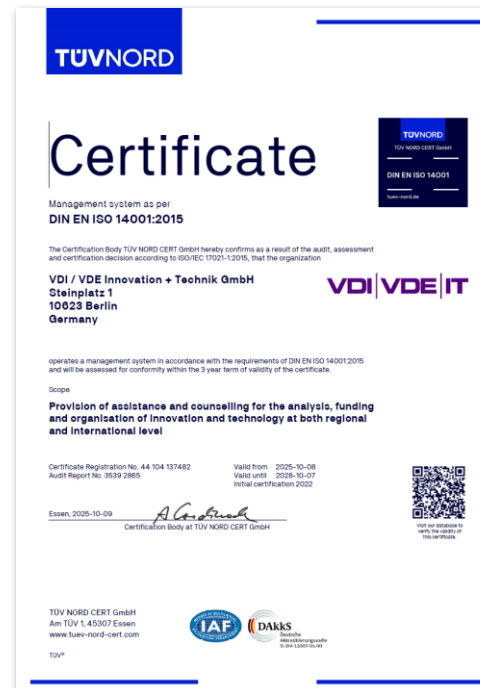 TÜVNORD
Certificate
TÜVNORD
TÜV NORD CERT GmbH
DIN EN ISO 14001
tuev-nord.de
Management system as per
DIN EN ISO 14001:2015
The Certification Body TÜV NORD CERT GmbH hereby confirms as a result of the audit, assessment
and certification decision according to ISO/IEC 17021-1:2015, that the organization
VDI / VDE Innovation + Technik GmbH
Steinplatz 1
10623 Berlin
Germany
VDI|VDE|IT
operates a management system in accordance with the requirements of DIN EN ISO 14001:2015
and will be assessed for conformity within the 3 year term of validity of the certificate.
Scope
Provision of assistance and counselling for the analysis, funding
and organisation of innovation and technology at both regional
and international level
Certificate Registration No. 44 104 137482
Audit Report No. 3539 2865
Valid from 2025-10-08
Valid until 2028-10-07
Initial certification 2022
Essen, 2025-10-09
Certification Body at TÜV NORD CERT GmbH
Visit our database to
verify the validity of
this certificate.
TÜV NORD CERT GmbH
Am TÜV 1, 45307 Essen
www.tuev-nord-cert.com
TÜV®
IAF
DAkkS
Deutsche
Akkreditierungsstelle